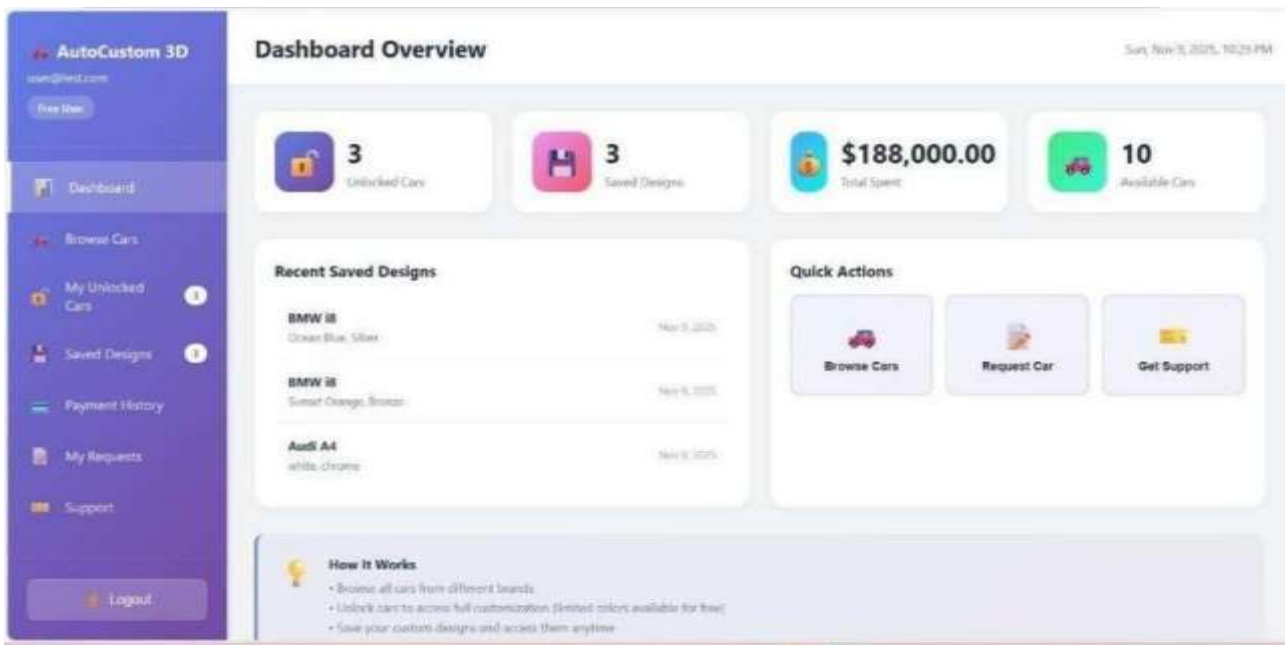 AutoCustom 3D
user@test.com
Free User
Dashboard
Browse Cars
My Unlocked
Cars
3
Saved Designs
3
Payment History
My Requests
Support
Logout
Dashboard Overview
Sun, Nov 9, 2025, 10:29 PM
3
Unlocked Cars
3
Saved Designs
$188,000.00
Total Spent
10
Available Cars
Recent Saved Designs
BMW i8
Ocean Blue, Silver
Nov 9, 2025
BMW i8
Sunset Orange, Bronze
Nov 9, 2025
Audi A4
white, chrome
Nov 9, 2025
Quick Actions
Browse Cars
Request Car
Get Support
How It Works
• Browse all cars from different brands
• Unlock cars to access full customization (limited colors available for free)
• Save your custom designs and access them anytime